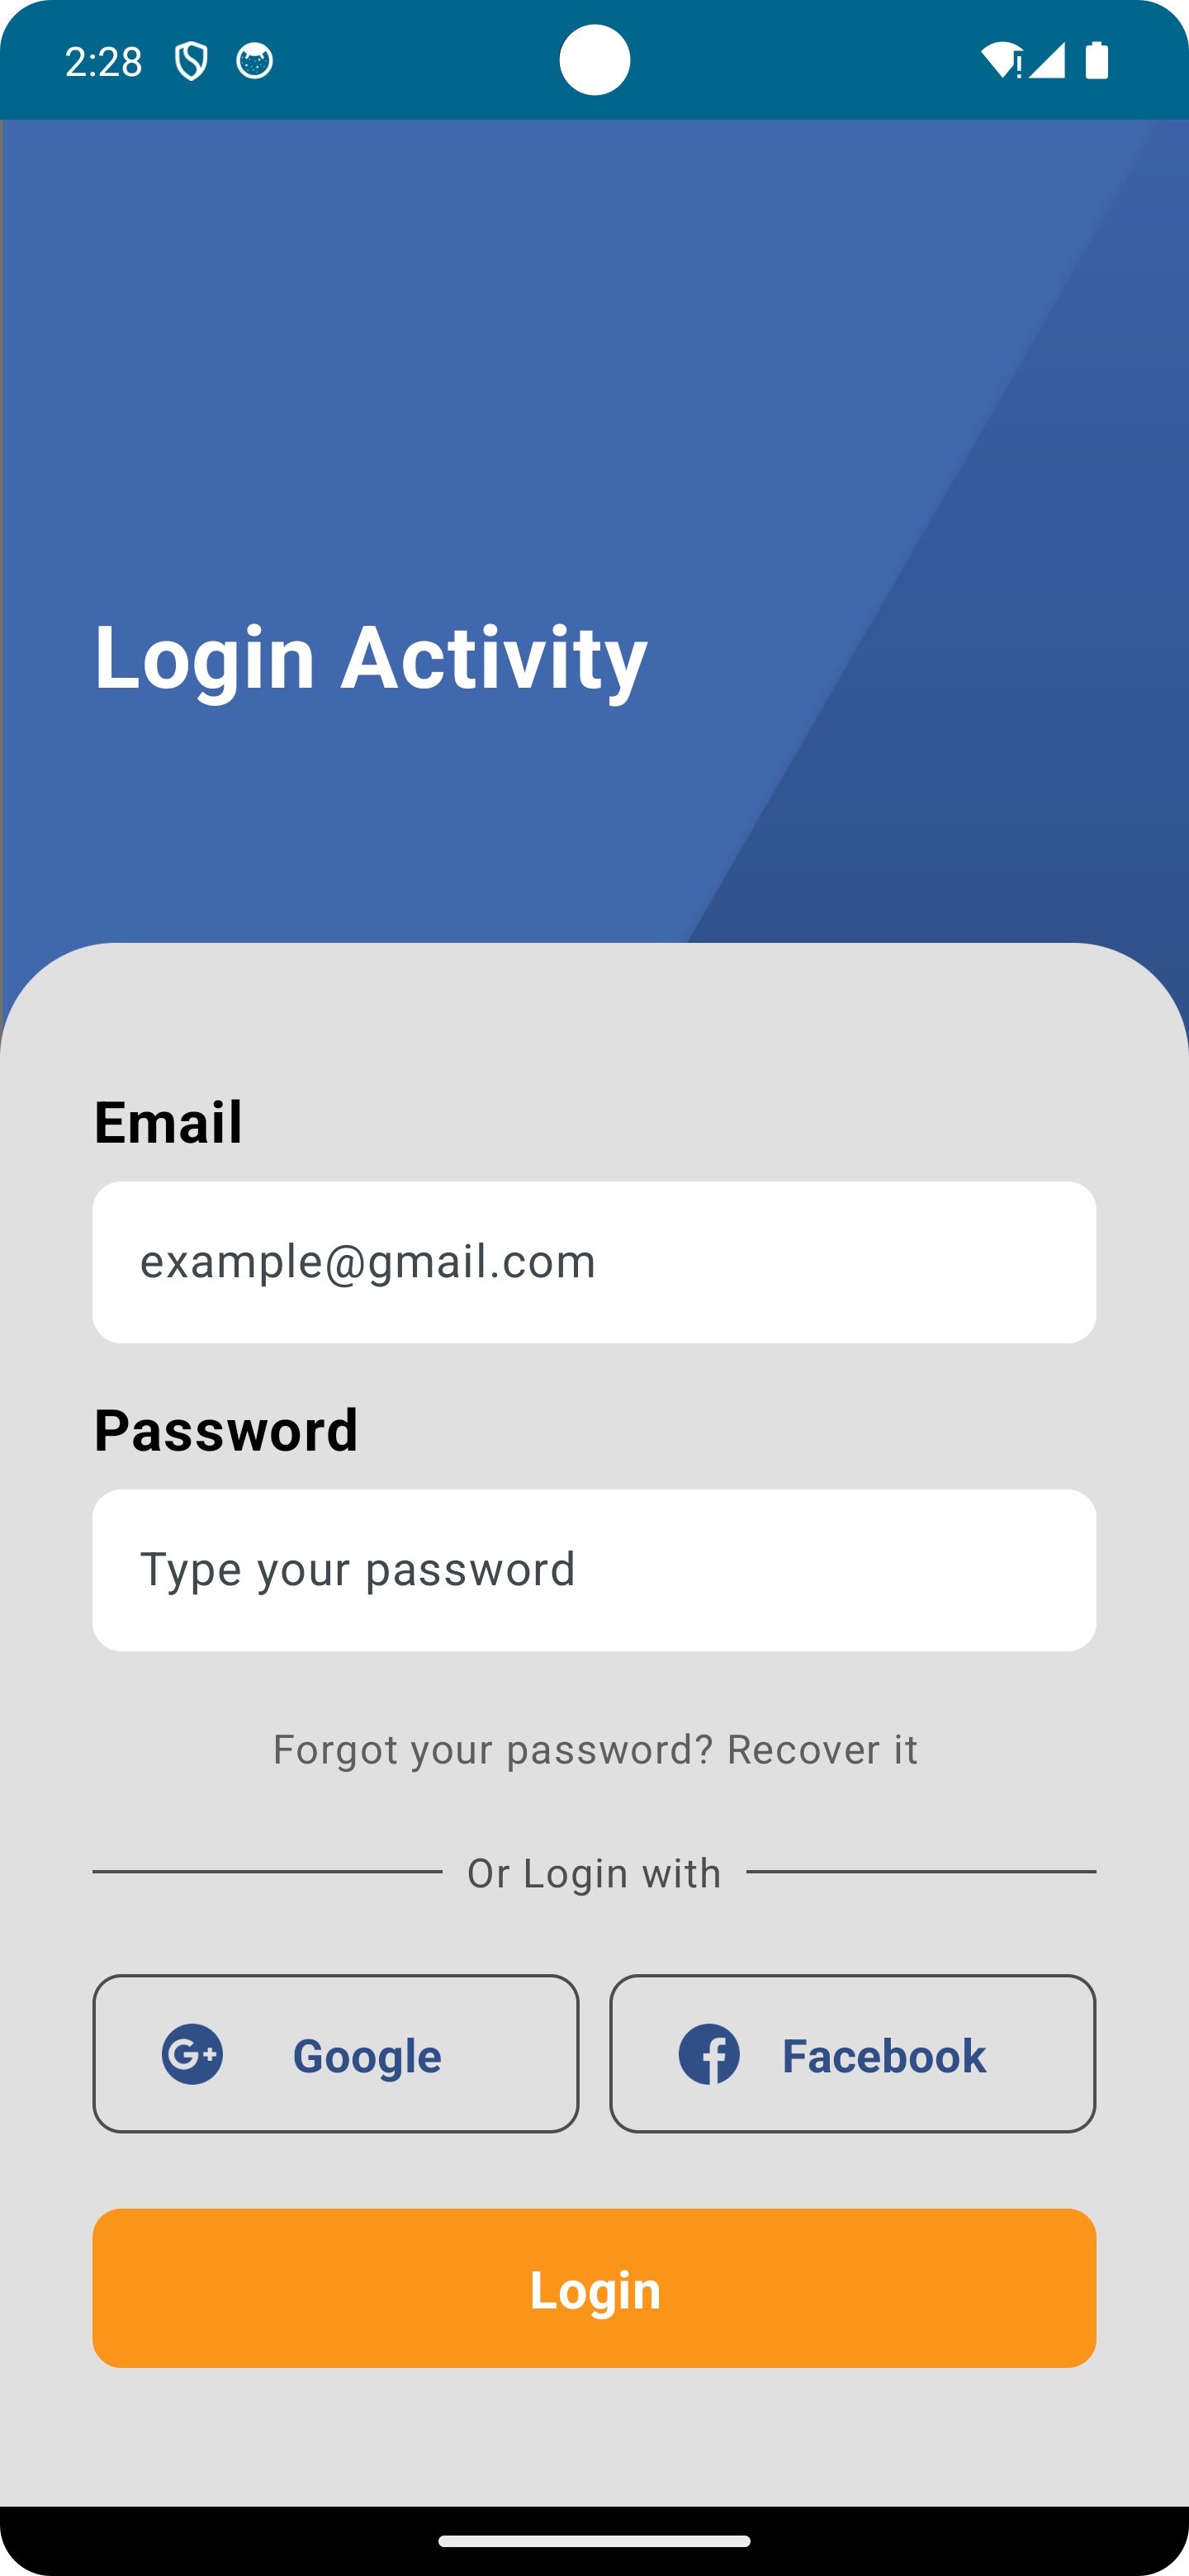 2:28
Login Activity
Email
example@gmail.com
Password
Type your password
Forgot your password? Recover it
Or Login with
G+ Google
f Facebook
Login